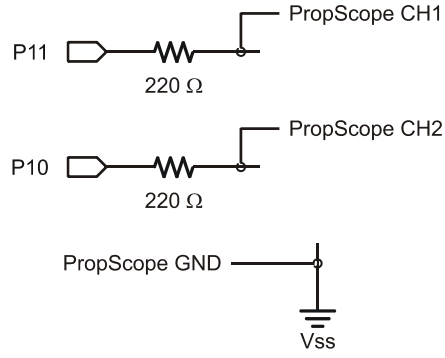 PropScope CH1
P11
220 Ω
PropScope CH2
P10
220 Ω
PropScope GND
Vss